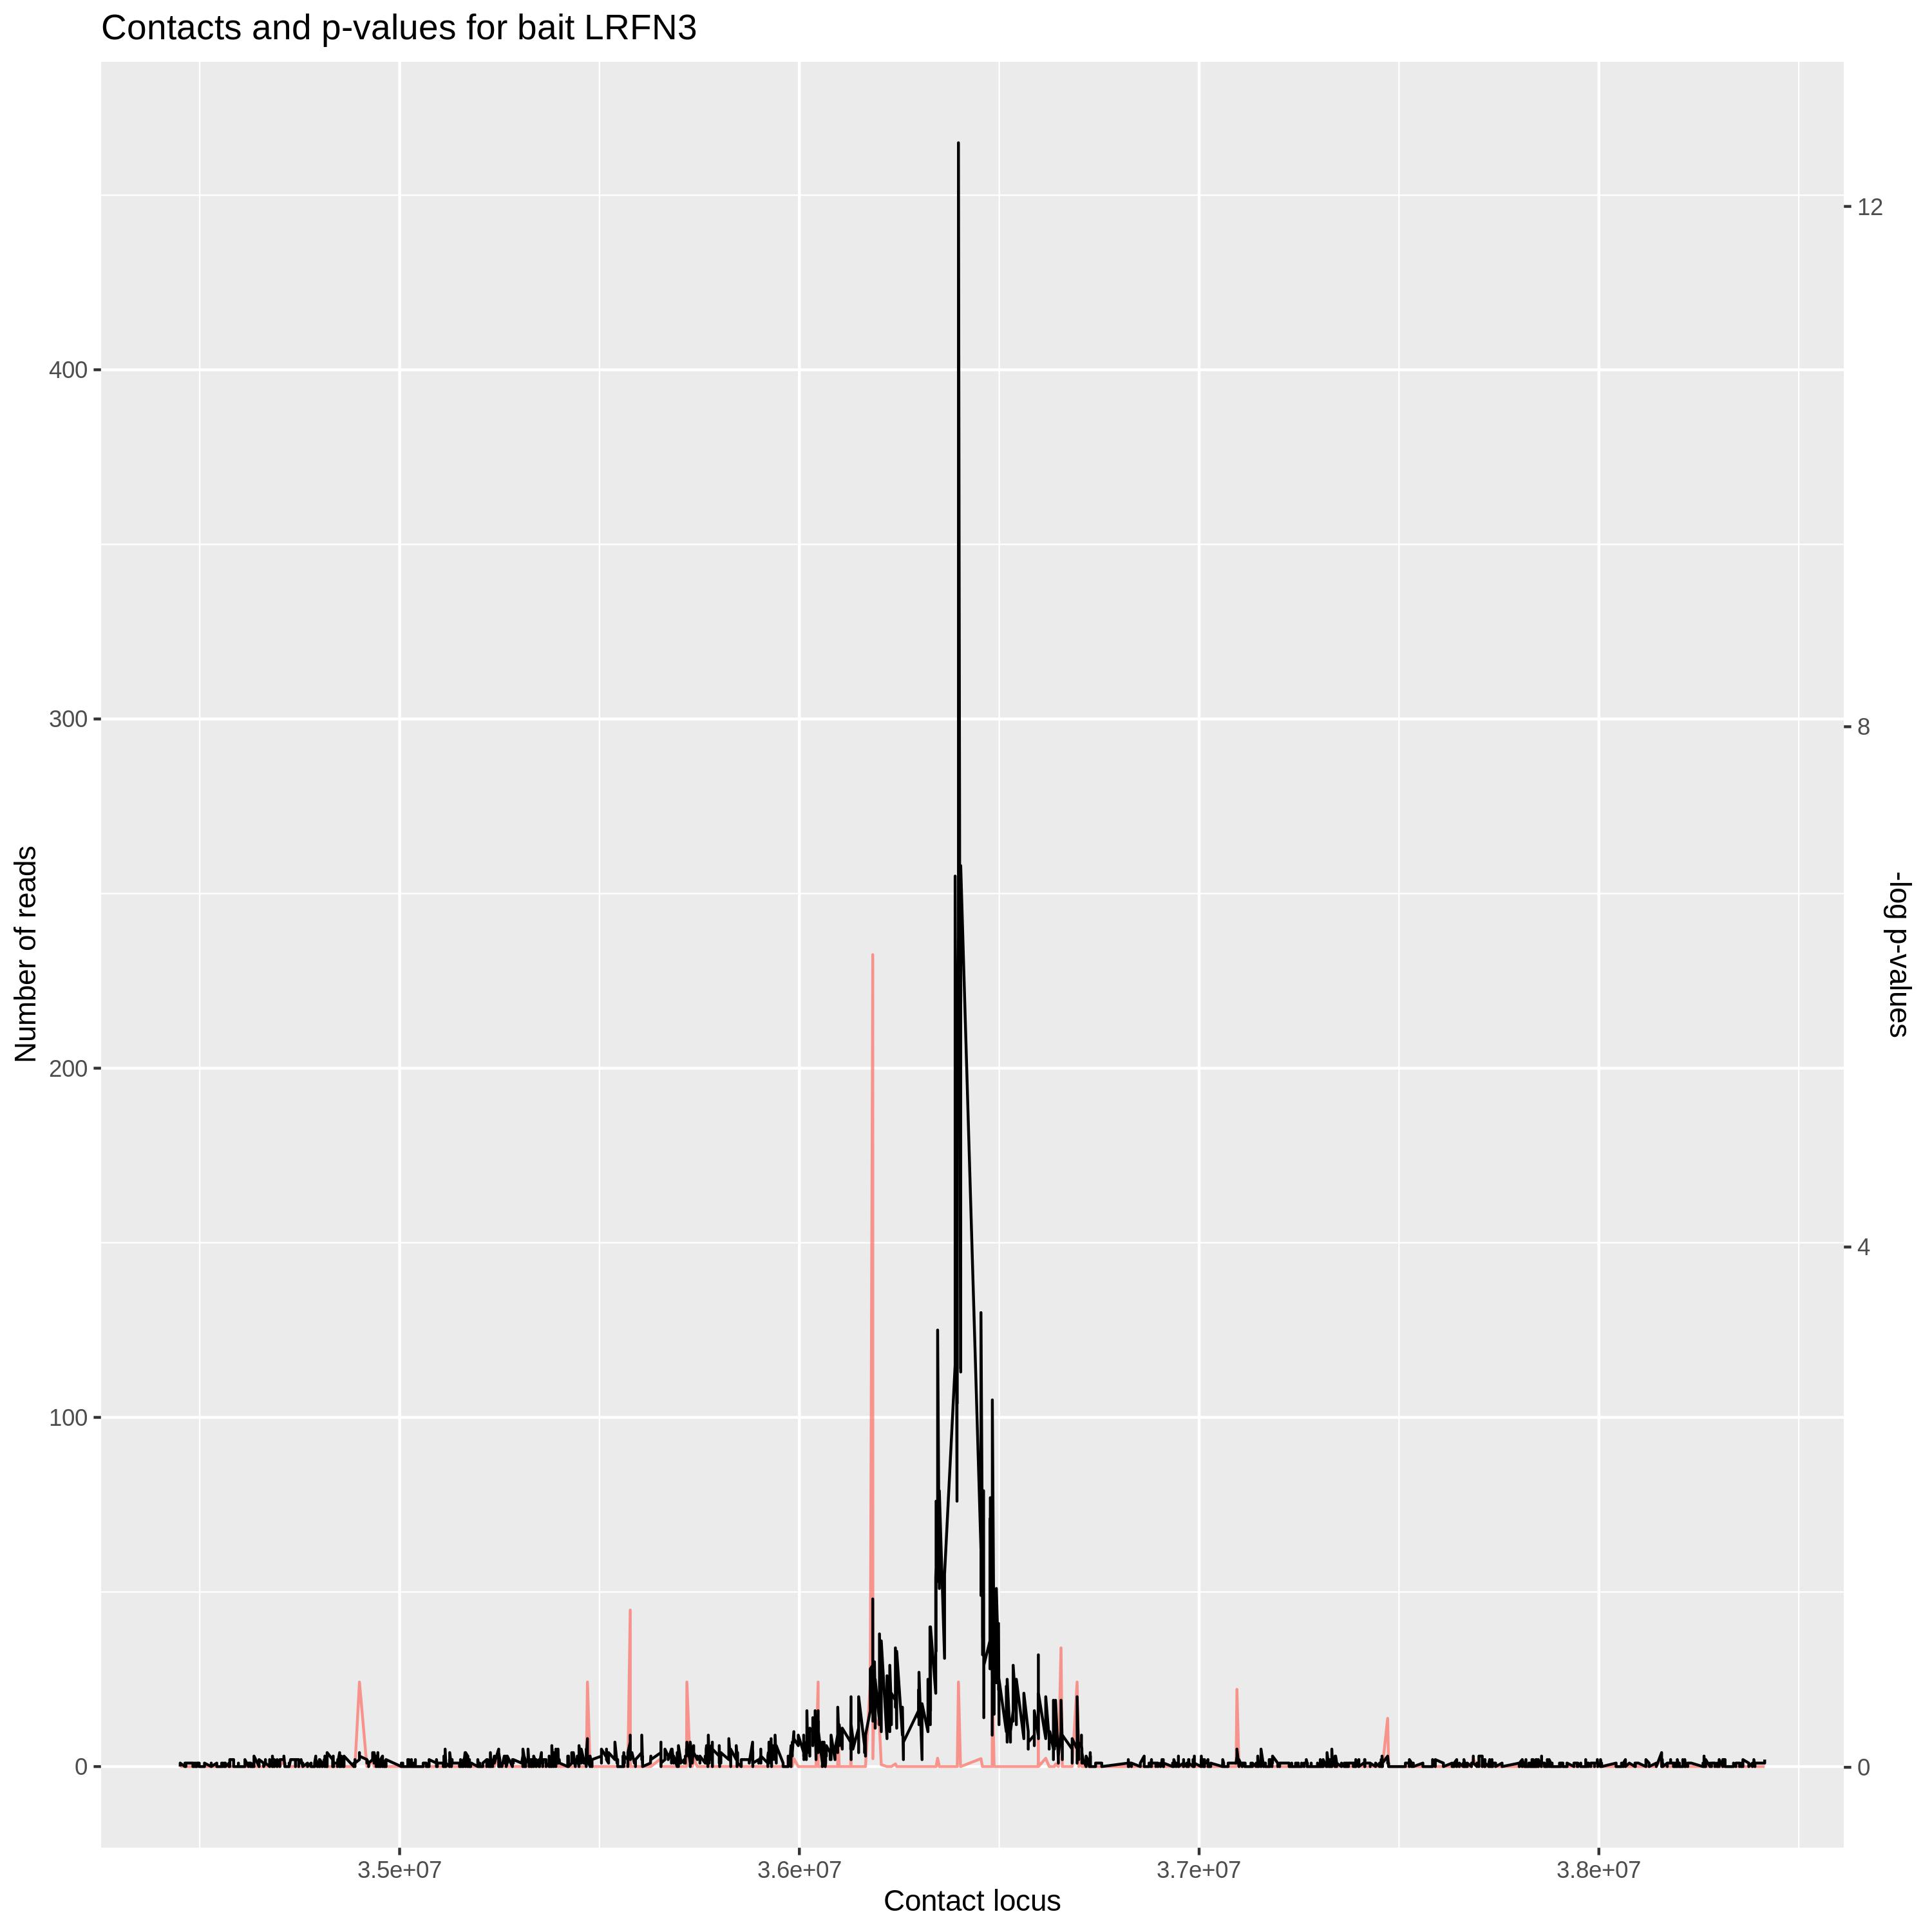 Contacts and p-values for bait LRFN3
Number of reads
400
300
200
100
0
12
8
4
0
-log p-values
3.5e+07 3.6e+07 3.7e+07 3.8e+07
Contact locus